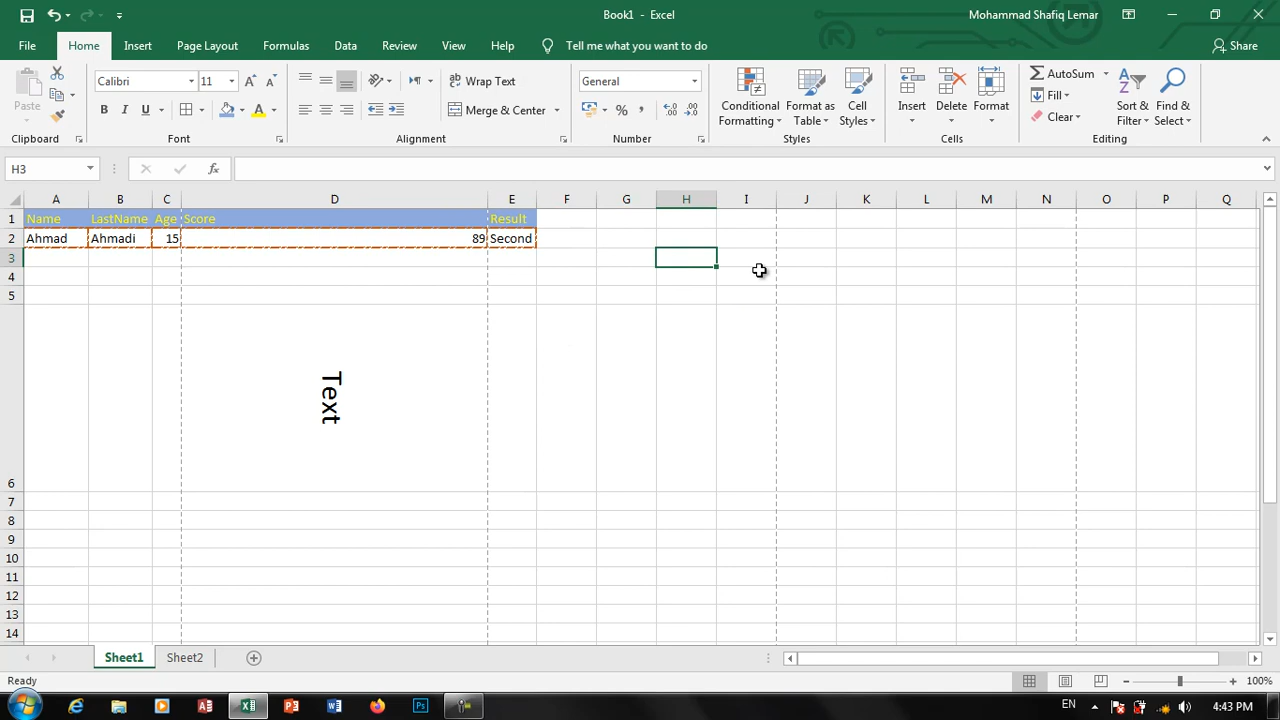 Book1 - Excel
Mohammad Shafiq Lemar
File Home Insert Page Layout Formulas Data Review View Help Tell me what you want to do Share
Paste
Clipboard
Calibri 11
B I U
Font
Wrap Text
Merge & Center
Alignment
General
Number
Conditional Formatting
Format as Table
Cell Styles
Styles
Insert Delete Format
Cells
AutoSum
Fill
Clear
Sort & Filter
Find & Select
Editing
H3 fx
A B C D E F G H I J K L M N O P Q
1 Name LastName Age Score Result
2 Ahmad Ahmadi 15 89 Second
3
4
5
6 Text
7
8
9
10
11
12
13
14
Sheet1 Sheet2
Ready 100%
EN 4:43 PM